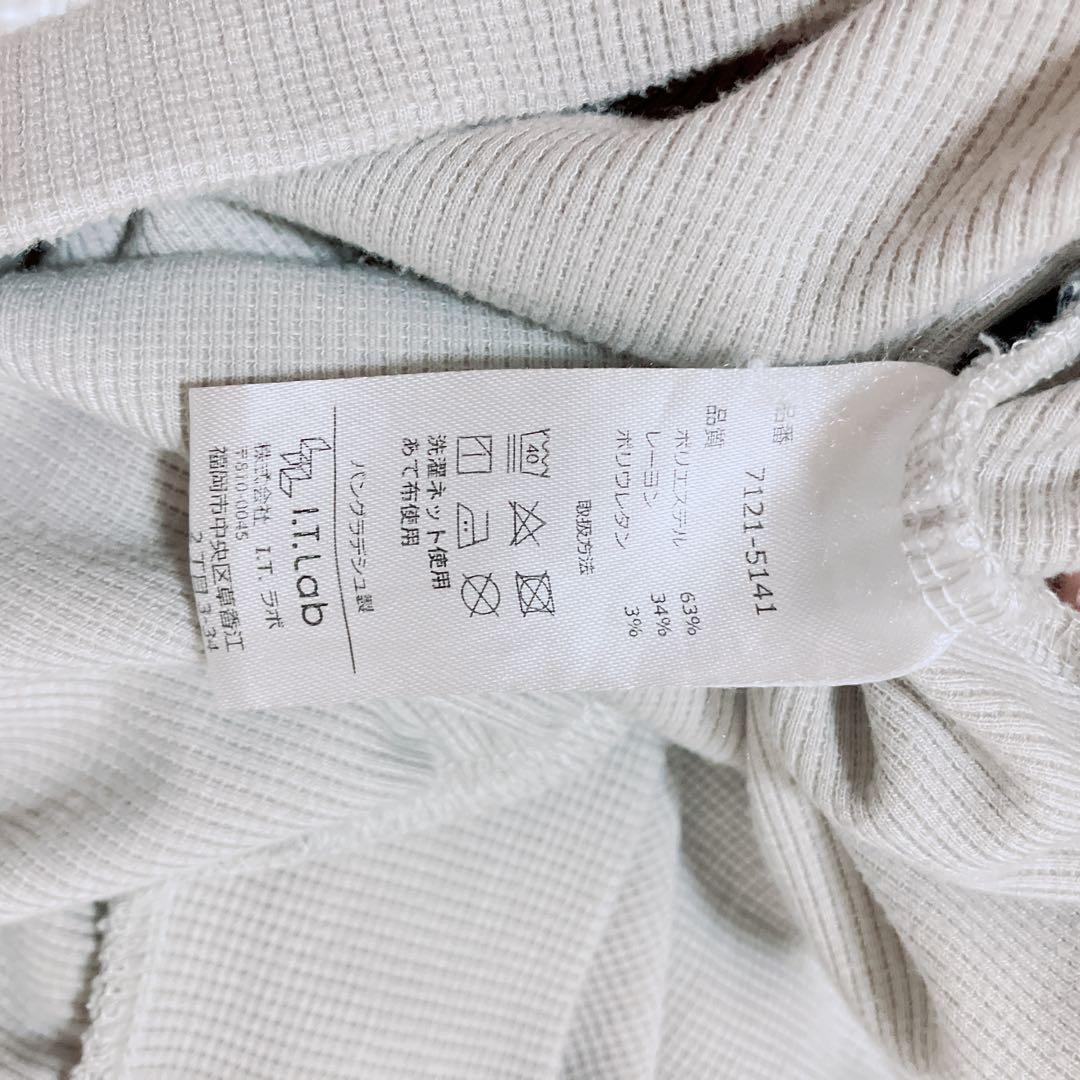 品番 7121-5141
品質
ポリエステル 63%
レーヨン 34%
ポリウレタン 3%
取扱方法
40
洗濯ネット使用
あて布使用
バングラデシュ製
I.T.Lab
株式会社 I.T. ラボ
〒810-0045
福岡市中央区草香江
2丁目3-34